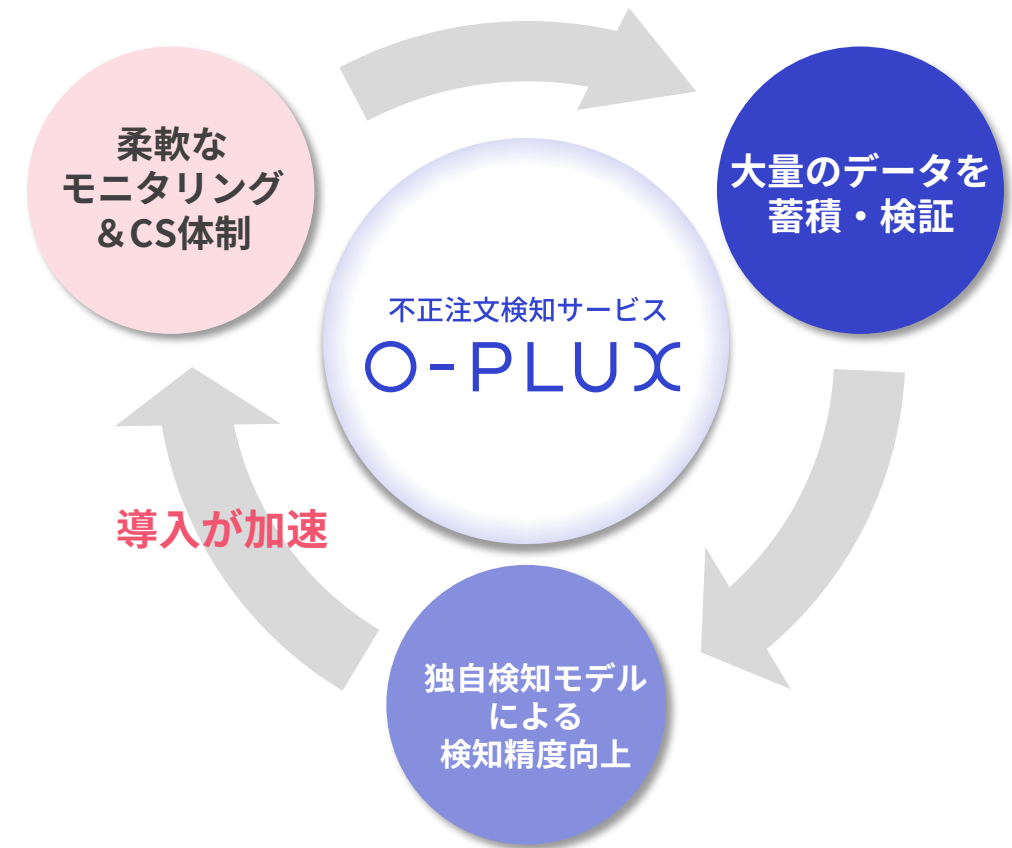 柔軟な
モニタリング
&CS体制
大量のデータを
蓄積・検証
不正注文検知サービス
O-PLUX
導入が加速
独自検知モデル
による
検知精度向上